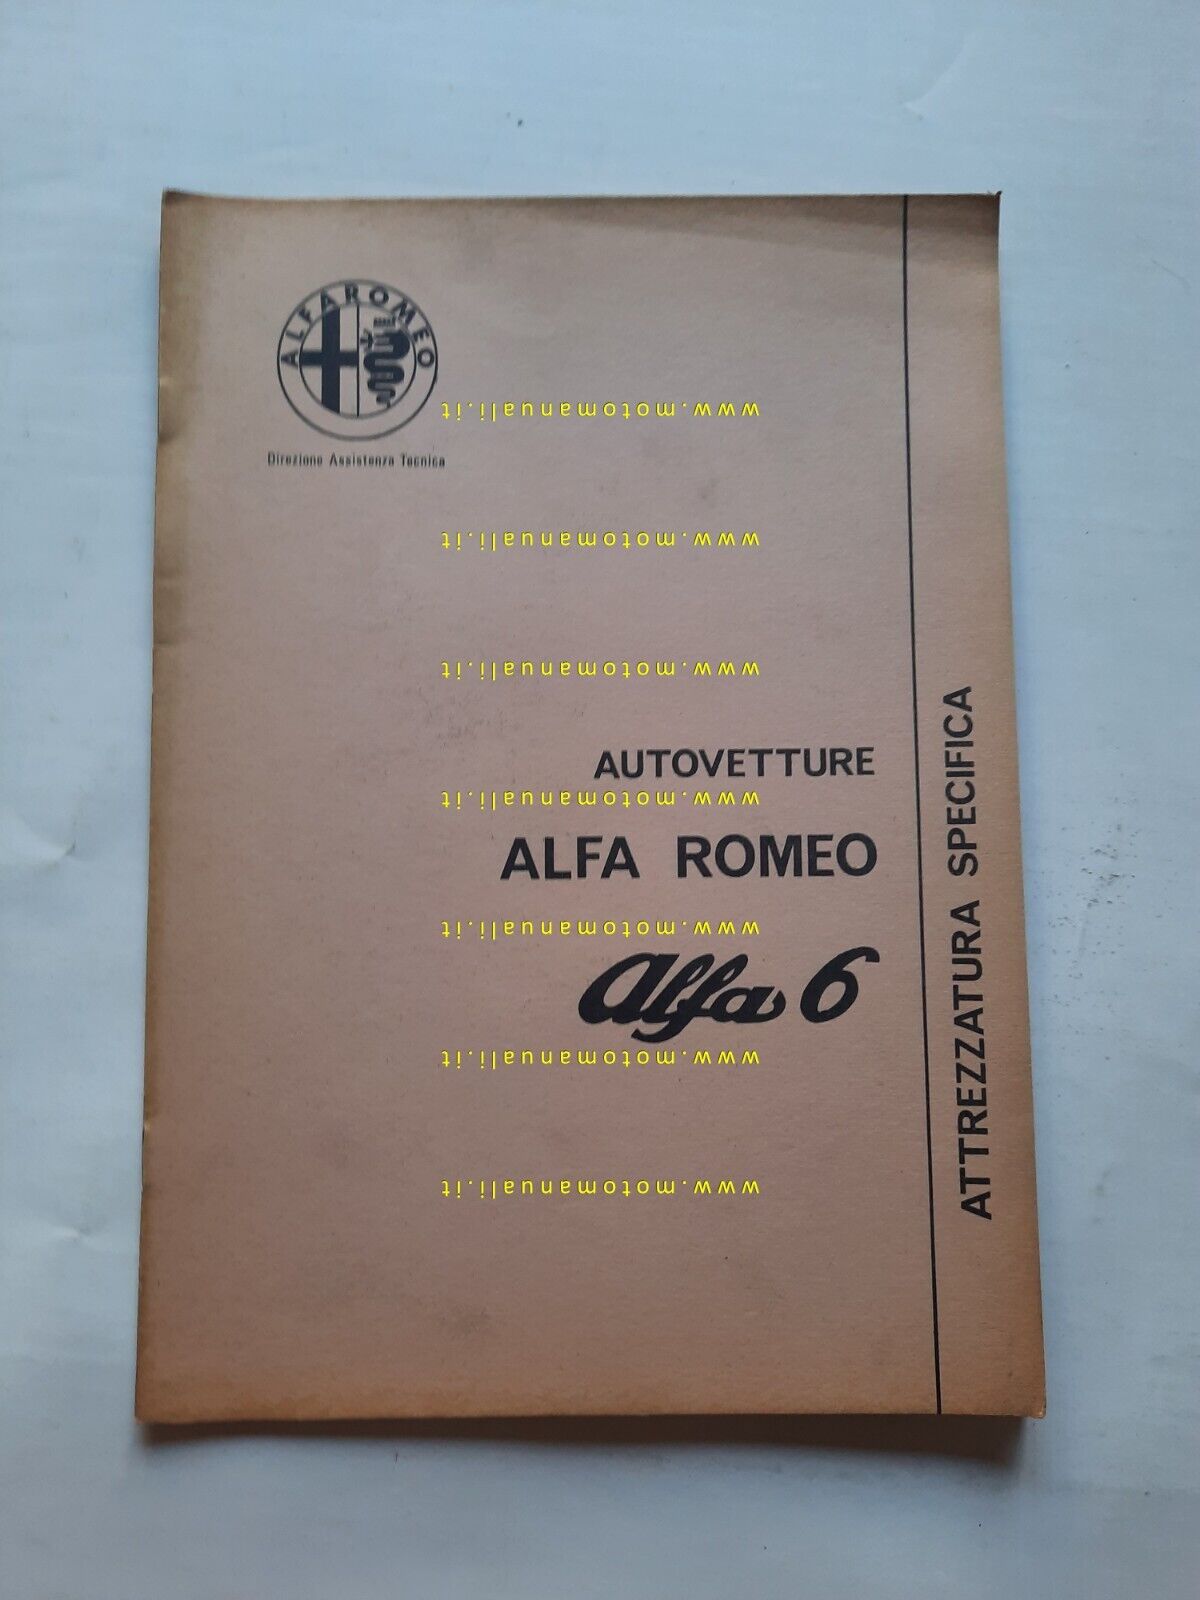 ALFA ROMEO
Direzione Assistenza Tecnica
www.motomanuali.it
www.motomanuali.it
www.motomanuali.it
AUTOVETTURE
www.motomanuali.it
ALFA ROMEO
www.motomanuali.it
alfa 6
www.motomanuali.it
www.motomanuali.it
ATTREZZATURA SPECIFICA